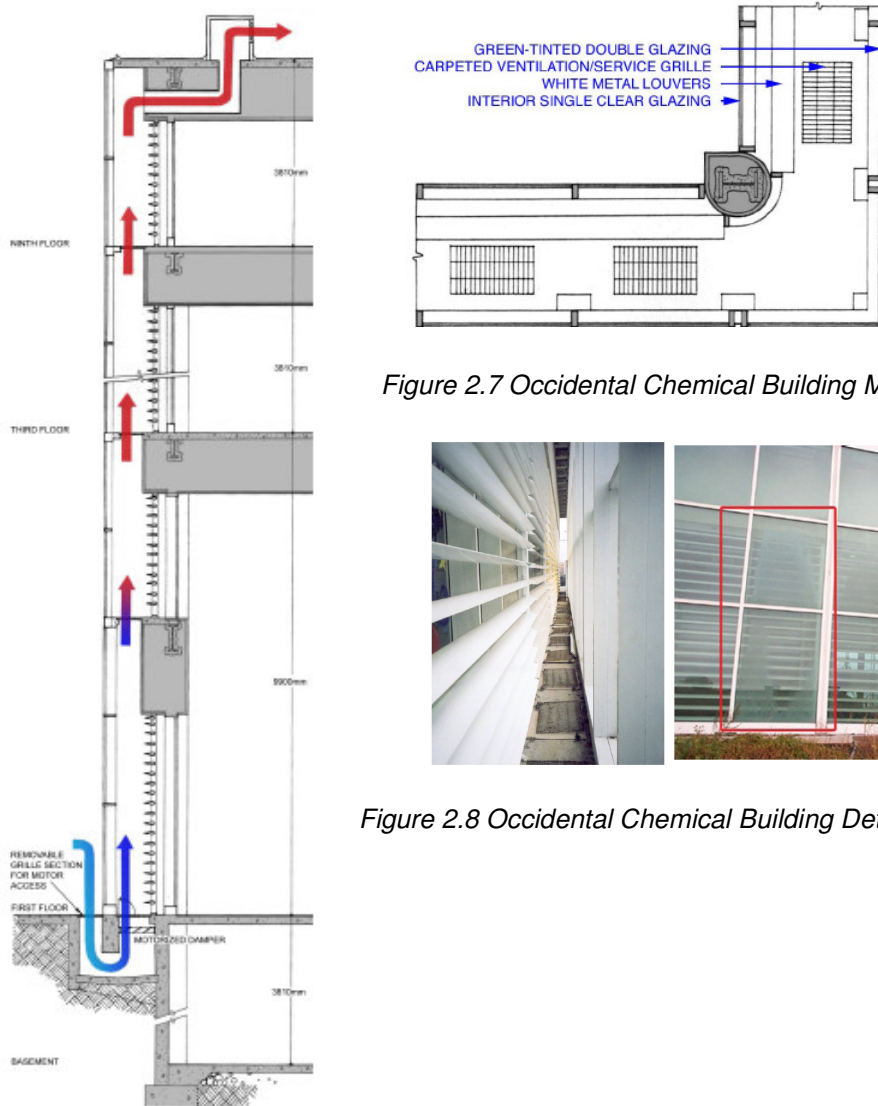 3810mm
NINTH FLOOR
3810mm
THIRD FLOOR
9900mm
REMOVABLE
GRILLE SECTION
FOR MOTOR
ACCESS
FIRST FLOOR
MOTORIZED DAMPER
3810mm
BASEMENT
GREEN-TINTED DOUBLE GLAZING
CARPETED VENTILATION/SERVICE GRILLE
WHITE METAL LOUVERS
INTERIOR SINGLE CLEAR GLAZING
Figure 2.7 Occidental Chemical Building M
Figure 2.8 Occidental Chemical Building Det